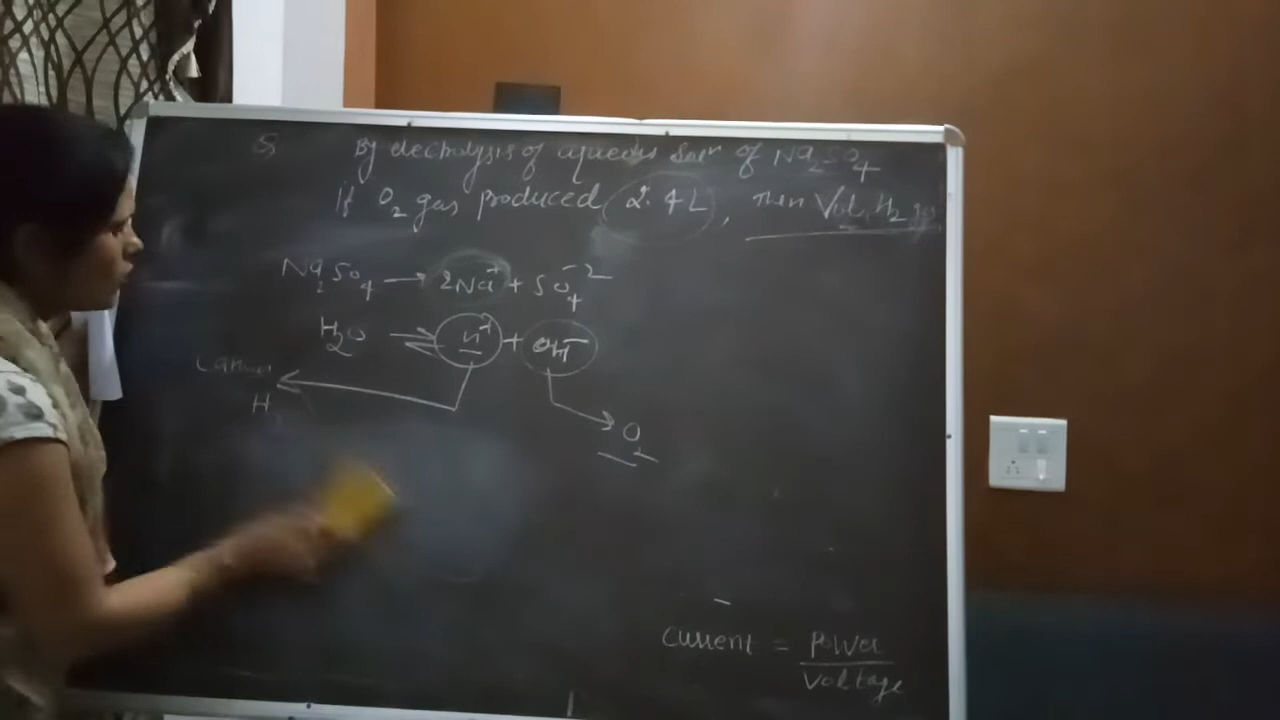 Q By electrolysis of aqueous Solⁿ of Na₂SO₄
If O₂ gas produced 2.4L, Then Vol. H₂ gas
Na₂SO₄ → 2Na⁺ + SO₄⁻²
H₂O ⇌ H⁺ + OH⁻
H
O₂
Current = Power / Voltage